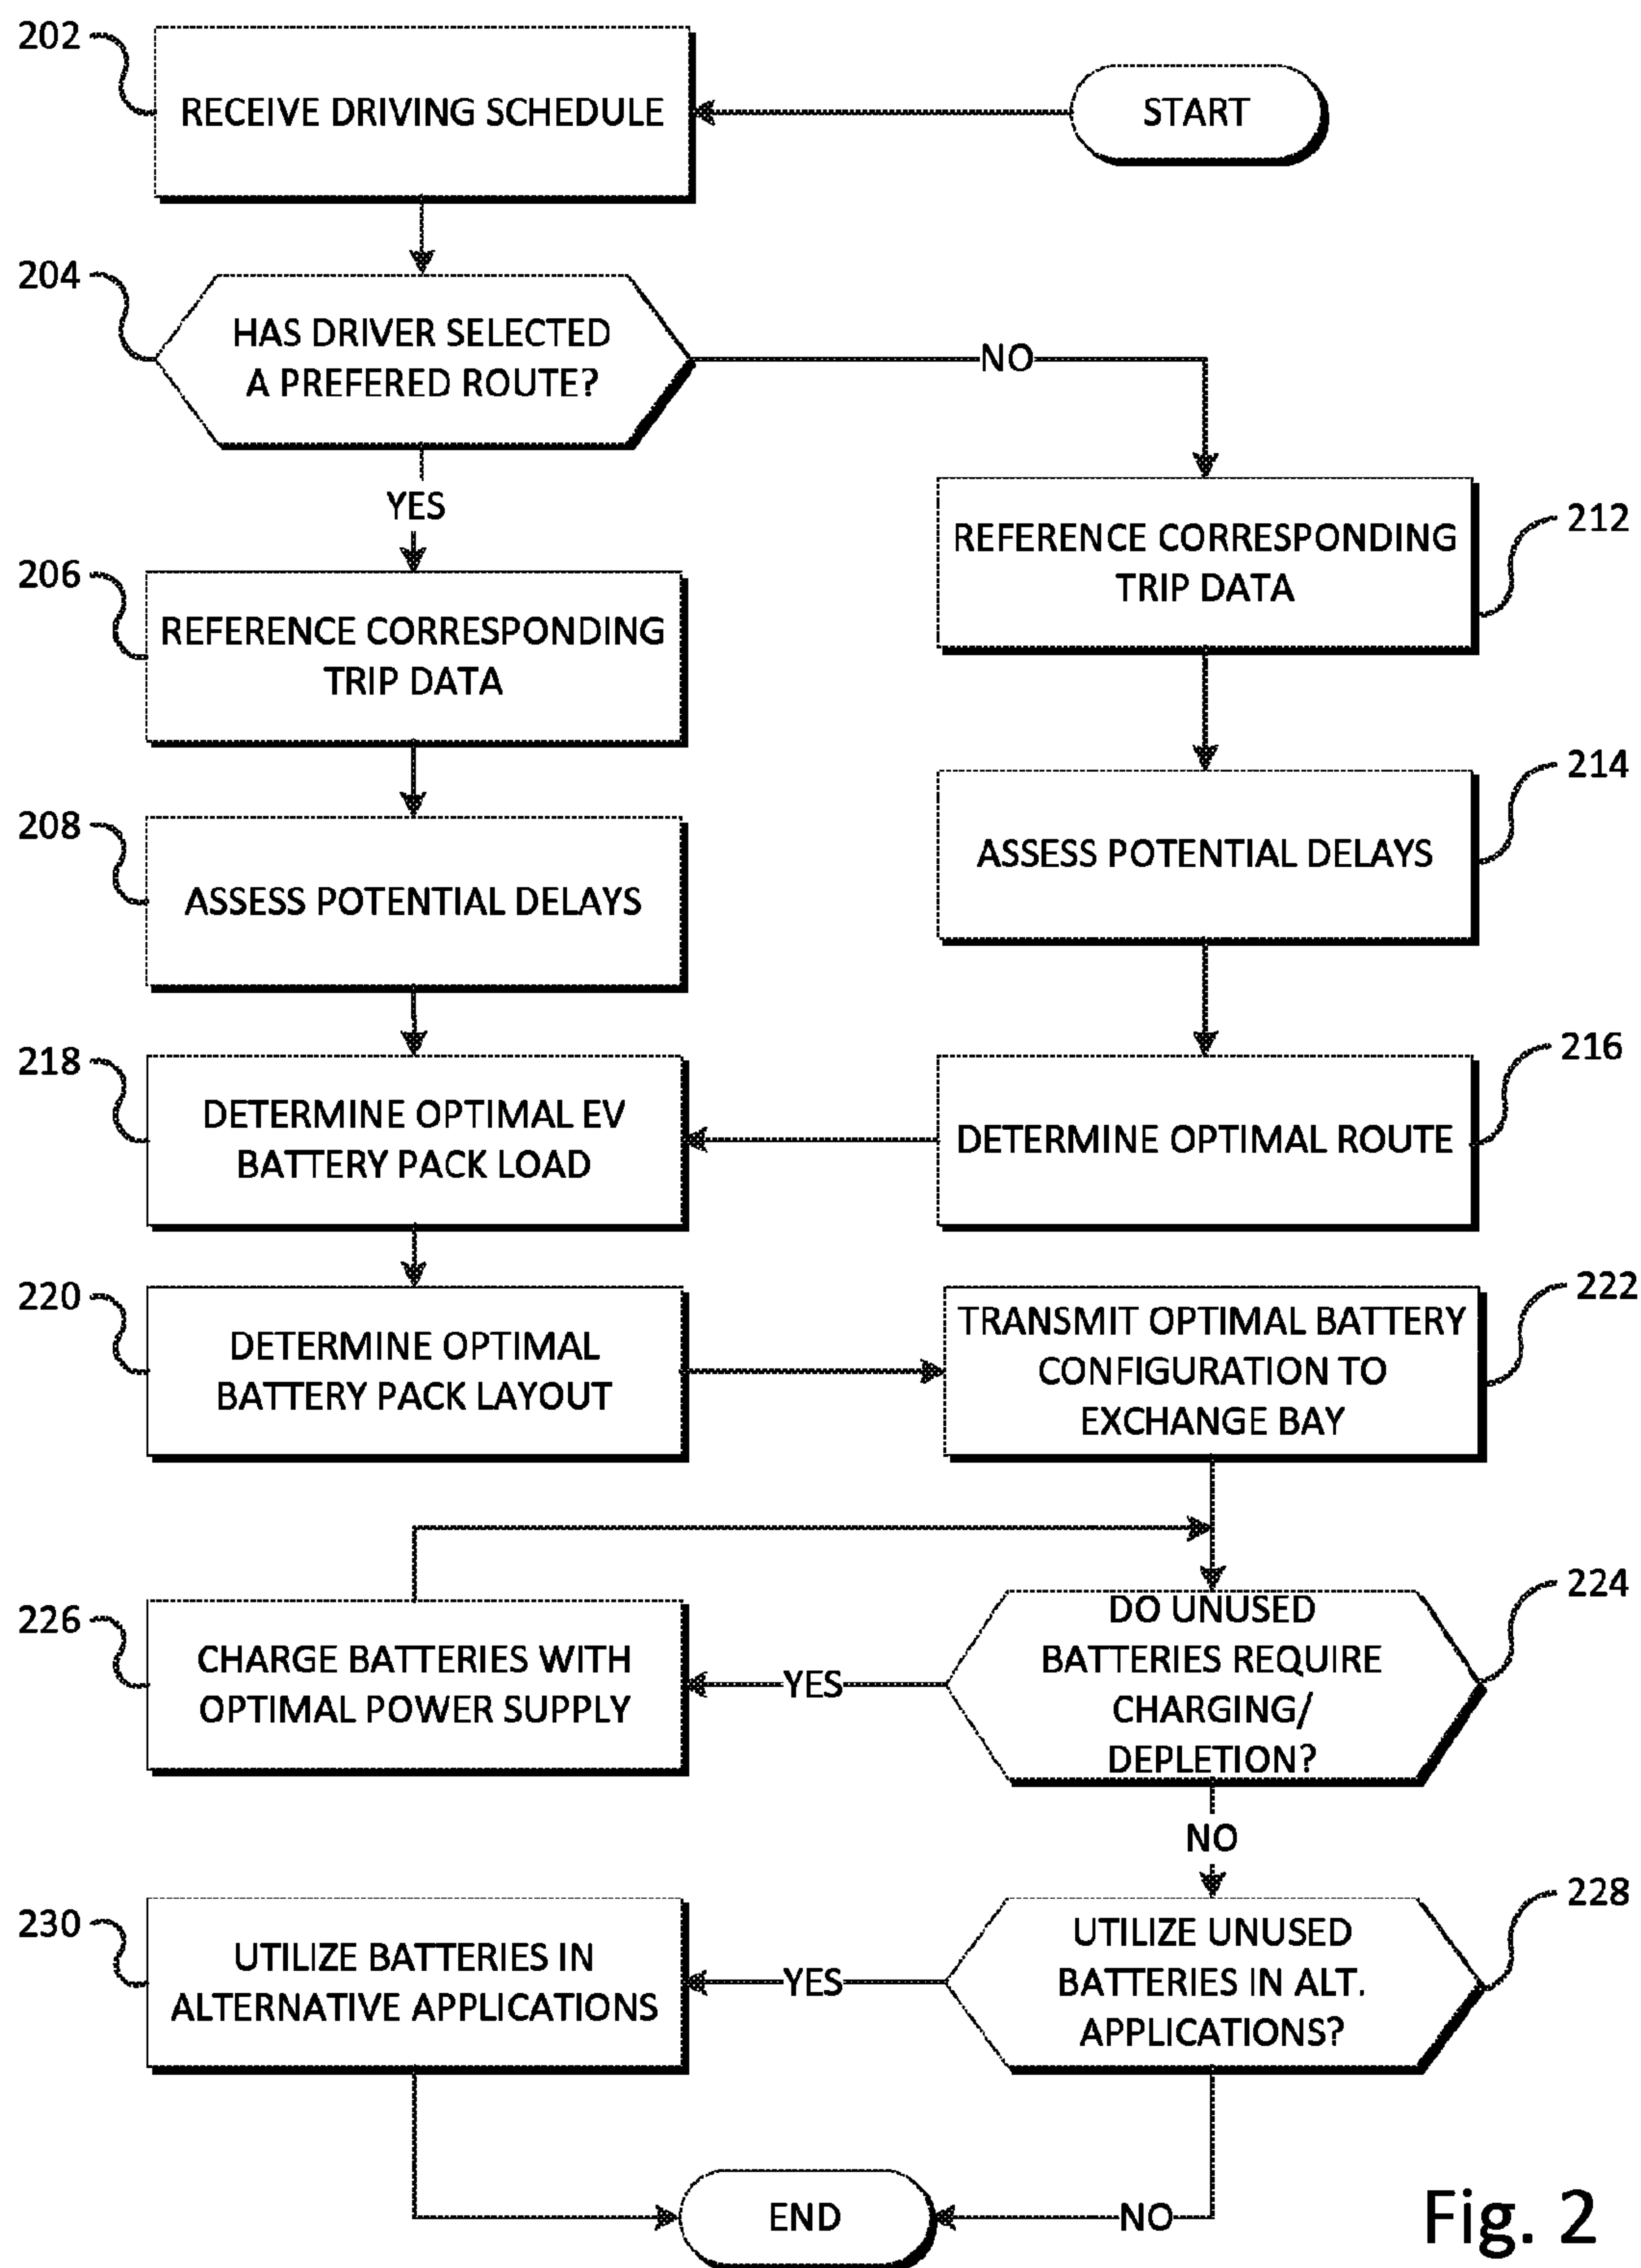 202
RECEIVE DRIVING SCHEDULE
START
204
HAS DRIVER SELECTED
A PREFERED ROUTE?
NO
YES
212
REFERENCE CORRESPONDING
TRIP DATA
206
REFERENCE CORRESPONDING
TRIP DATA
214
ASSESS POTENTIAL DELAYS
208
ASSESS POTENTIAL DELAYS
216
DETERMINE OPTIMAL ROUTE
218
DETERMINE OPTIMAL EV
BATTERY PACK LOAD
220
DETERMINE OPTIMAL
BATTERY PACK LAYOUT
222
TRANSMIT OPTIMAL BATTERY
CONFIGURATION TO
EXCHANGE BAY
224
DO UNUSED
BATTERIES REQUIRE
CHARGING/
DEPLETION?
YES
226
CHARGE BATTERIES WITH
OPTIMAL POWER SUPPLY
NO
228
UTILIZE UNUSED
BATTERIES IN ALT.
APPLICATIONS?
YES
230
UTILIZE BATTERIES IN
ALTERNATIVE APPLICATIONS
END
NO
Fig. 2